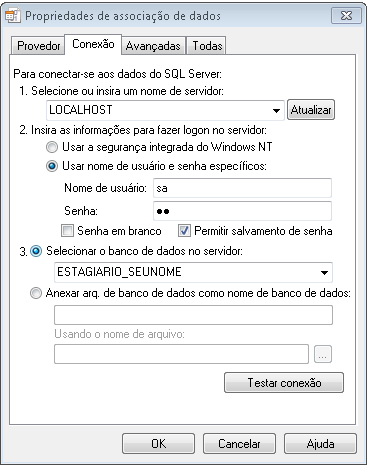 Propriedades de associação de dados
Provedor Conexão Avançadas Todas
Para conectar-se aos dados do SQL Server:
1. Selecione ou insira um nome de servidor:
LOCALHOST Atualizar
2. Insira as informações para fazer logon no servidor:
Usar a segurança integrada do Windows NT
Usar nome de usuário e senha específicos:
Nome de usuário: sa
Senha: ●●
Senha em branco Permitir salvamento de senha
3. Selecionar o banco de dados no servidor:
ESTAGIARIO_SEUNOME
Anexar arq. de banco de dados como nome de banco de dados:
Usando o nome de arquivo:
...
Testar conexão
OK Cancelar Ajuda